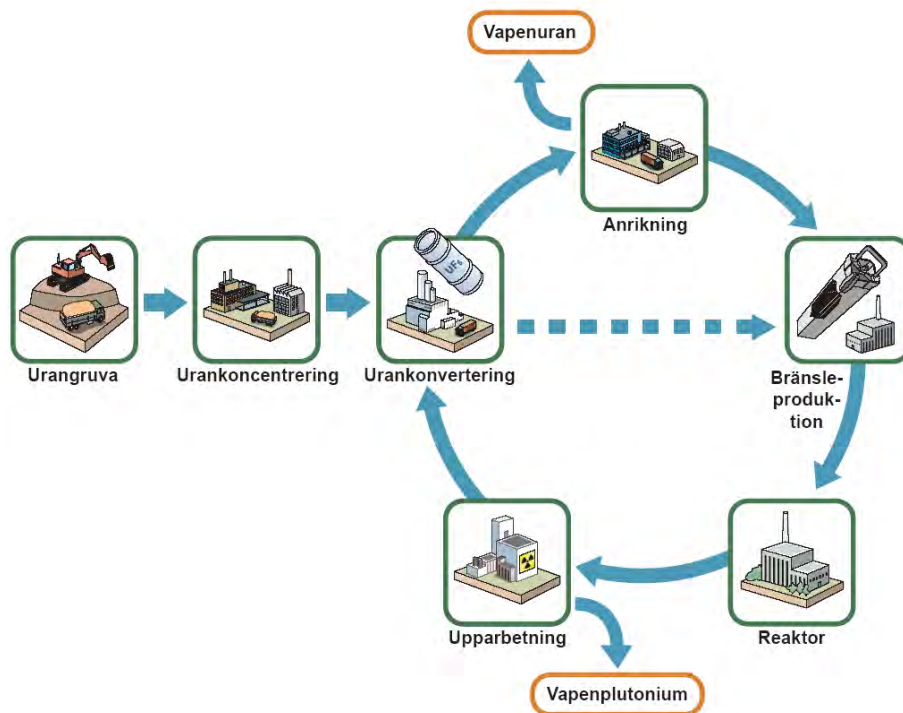 Vapenuran
Anrikning
UF₆
Urangruva
Urankoncentrering
Urankonvertering
Bränsle-
produk-
tion
Upparbetning
Reaktor
Vapenplutonium